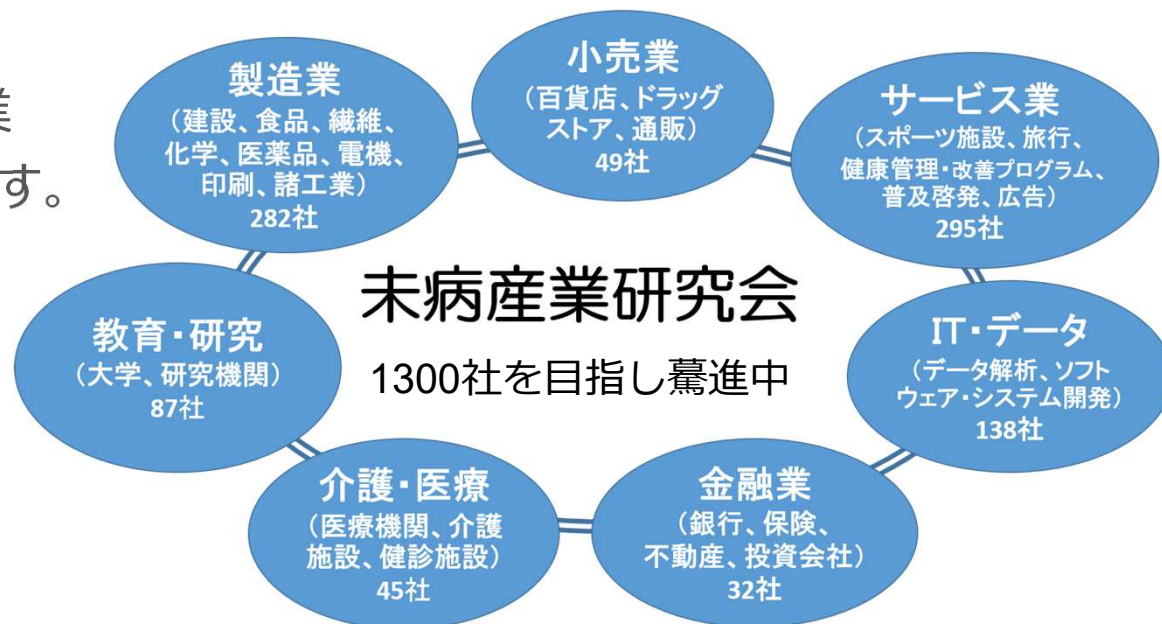 業
す。
製造業
（建設、食品、繊維、
化学、医薬品、電機、
印刷、諸工業）
282社
小売業
（百貨店、ドラッグ
ストア、通販）
49社
サービス業
（スポーツ施設、旅行、
健康管理・改善プログラム、
普及啓発、広告）
295社
未病産業研究会
1300社を目指し驀進中
教育・研究
（大学、研究機関）
87社
IT・データ
（データ解析、ソフト
ウェア・システム開発）
138社
介護・医療
（医療機関、介護
施設、健診施設）
45社
金融業
（銀行、保険、
不動産、投資会社）
32社